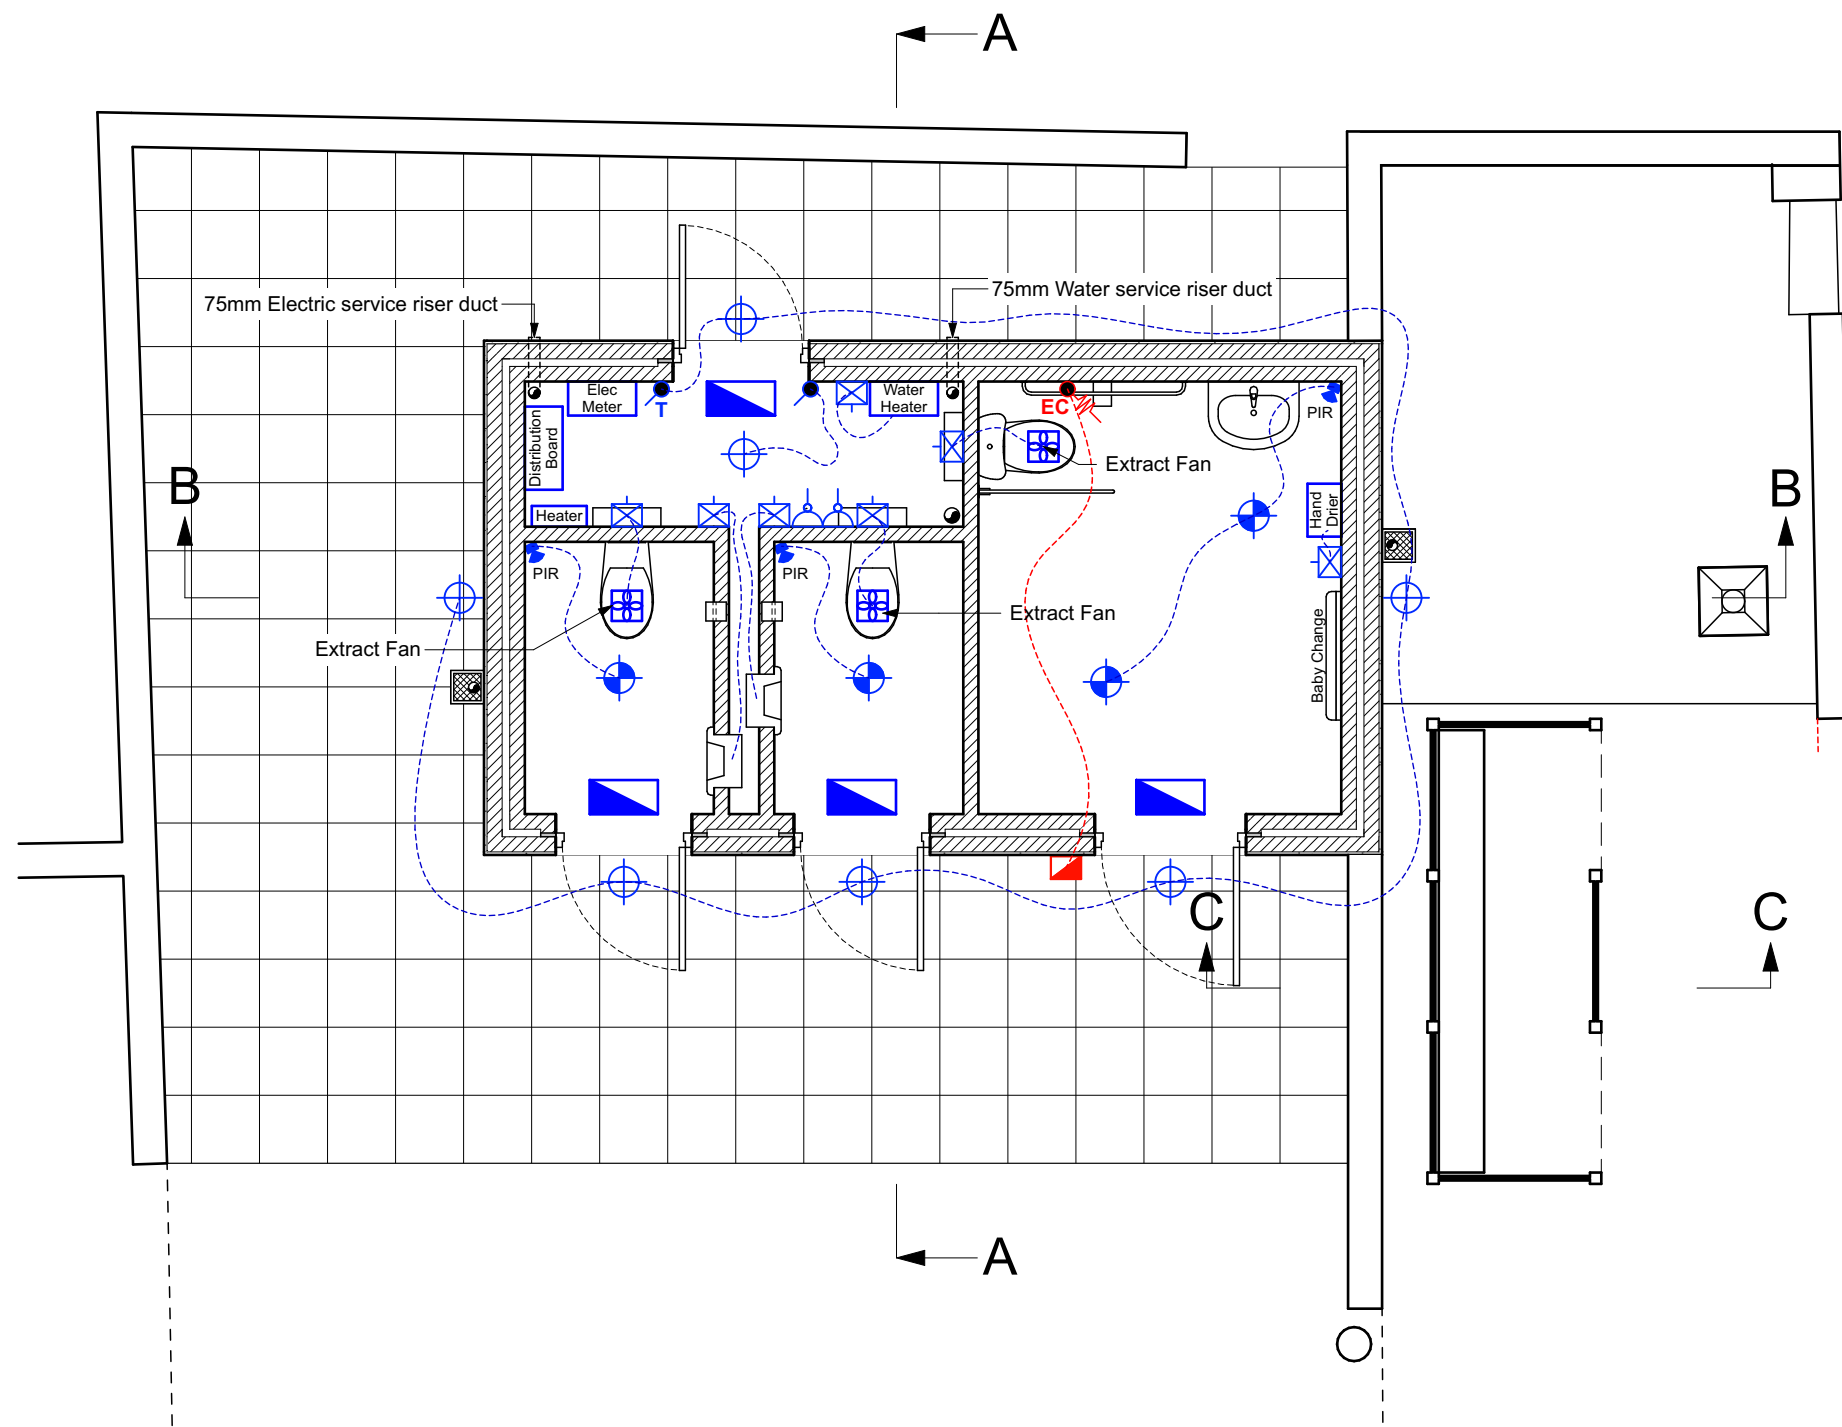 A
75mm Electric service riser duct
75mm Water service riser duct
Elec
Meter
T
Water
Heater
EC
PIR
Distribution
Board
Extract Fan
B
B
Heater
Hand
Drier
PIR
PIR
Extract Fan
Extract Fan
Baby Change
C
C
A